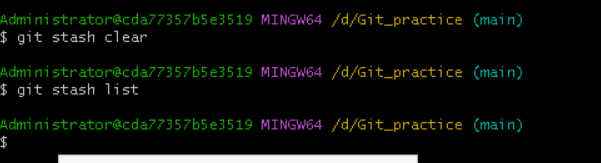 Administrator@cda77357b5e3519 MINGW64 /d/Git_practice (main)
$ git stash clear
Administrator@cda77357b5e3519 MINGW64 /d/Git_practice (main)
$ git stash list
Administrator@cda77357b5e3519 MINGW64 /d/Git_practice (main)
$